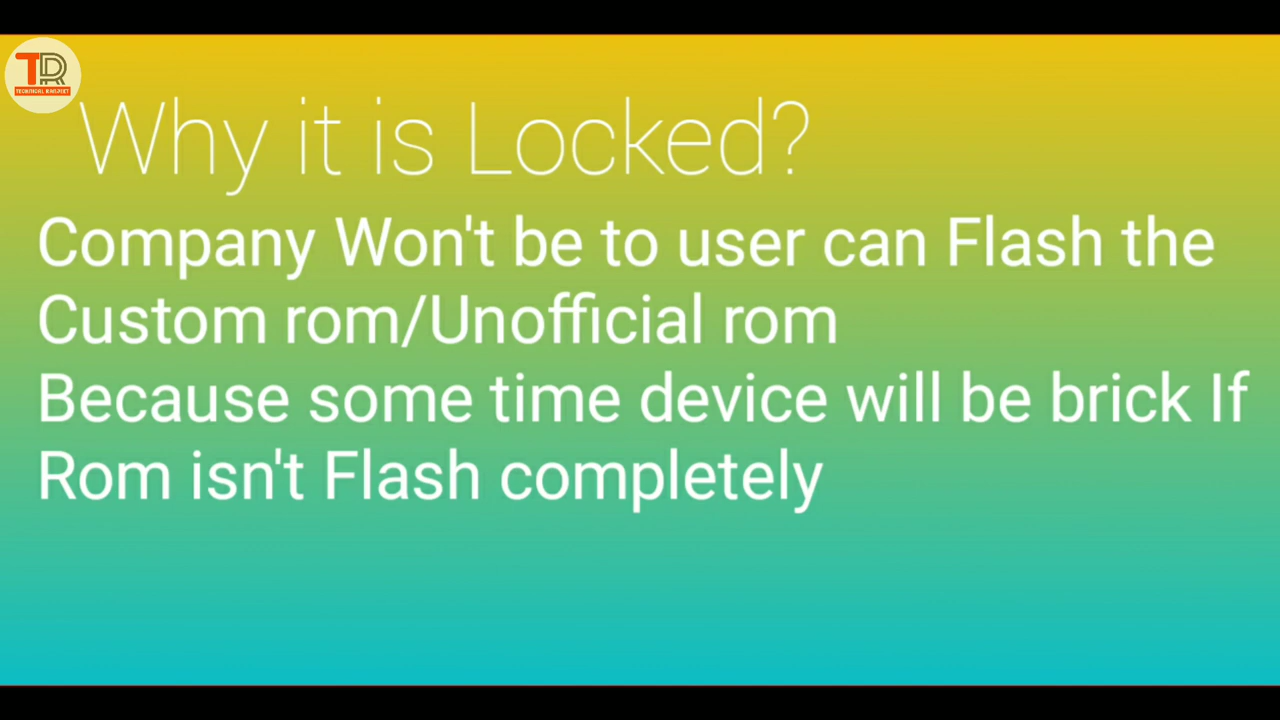 TR
Why it is Locked?
Company Won't be to user can Flash the
Custom rom/Unofficial rom
Because some time device will be brick If
Rom isn't Flash completely